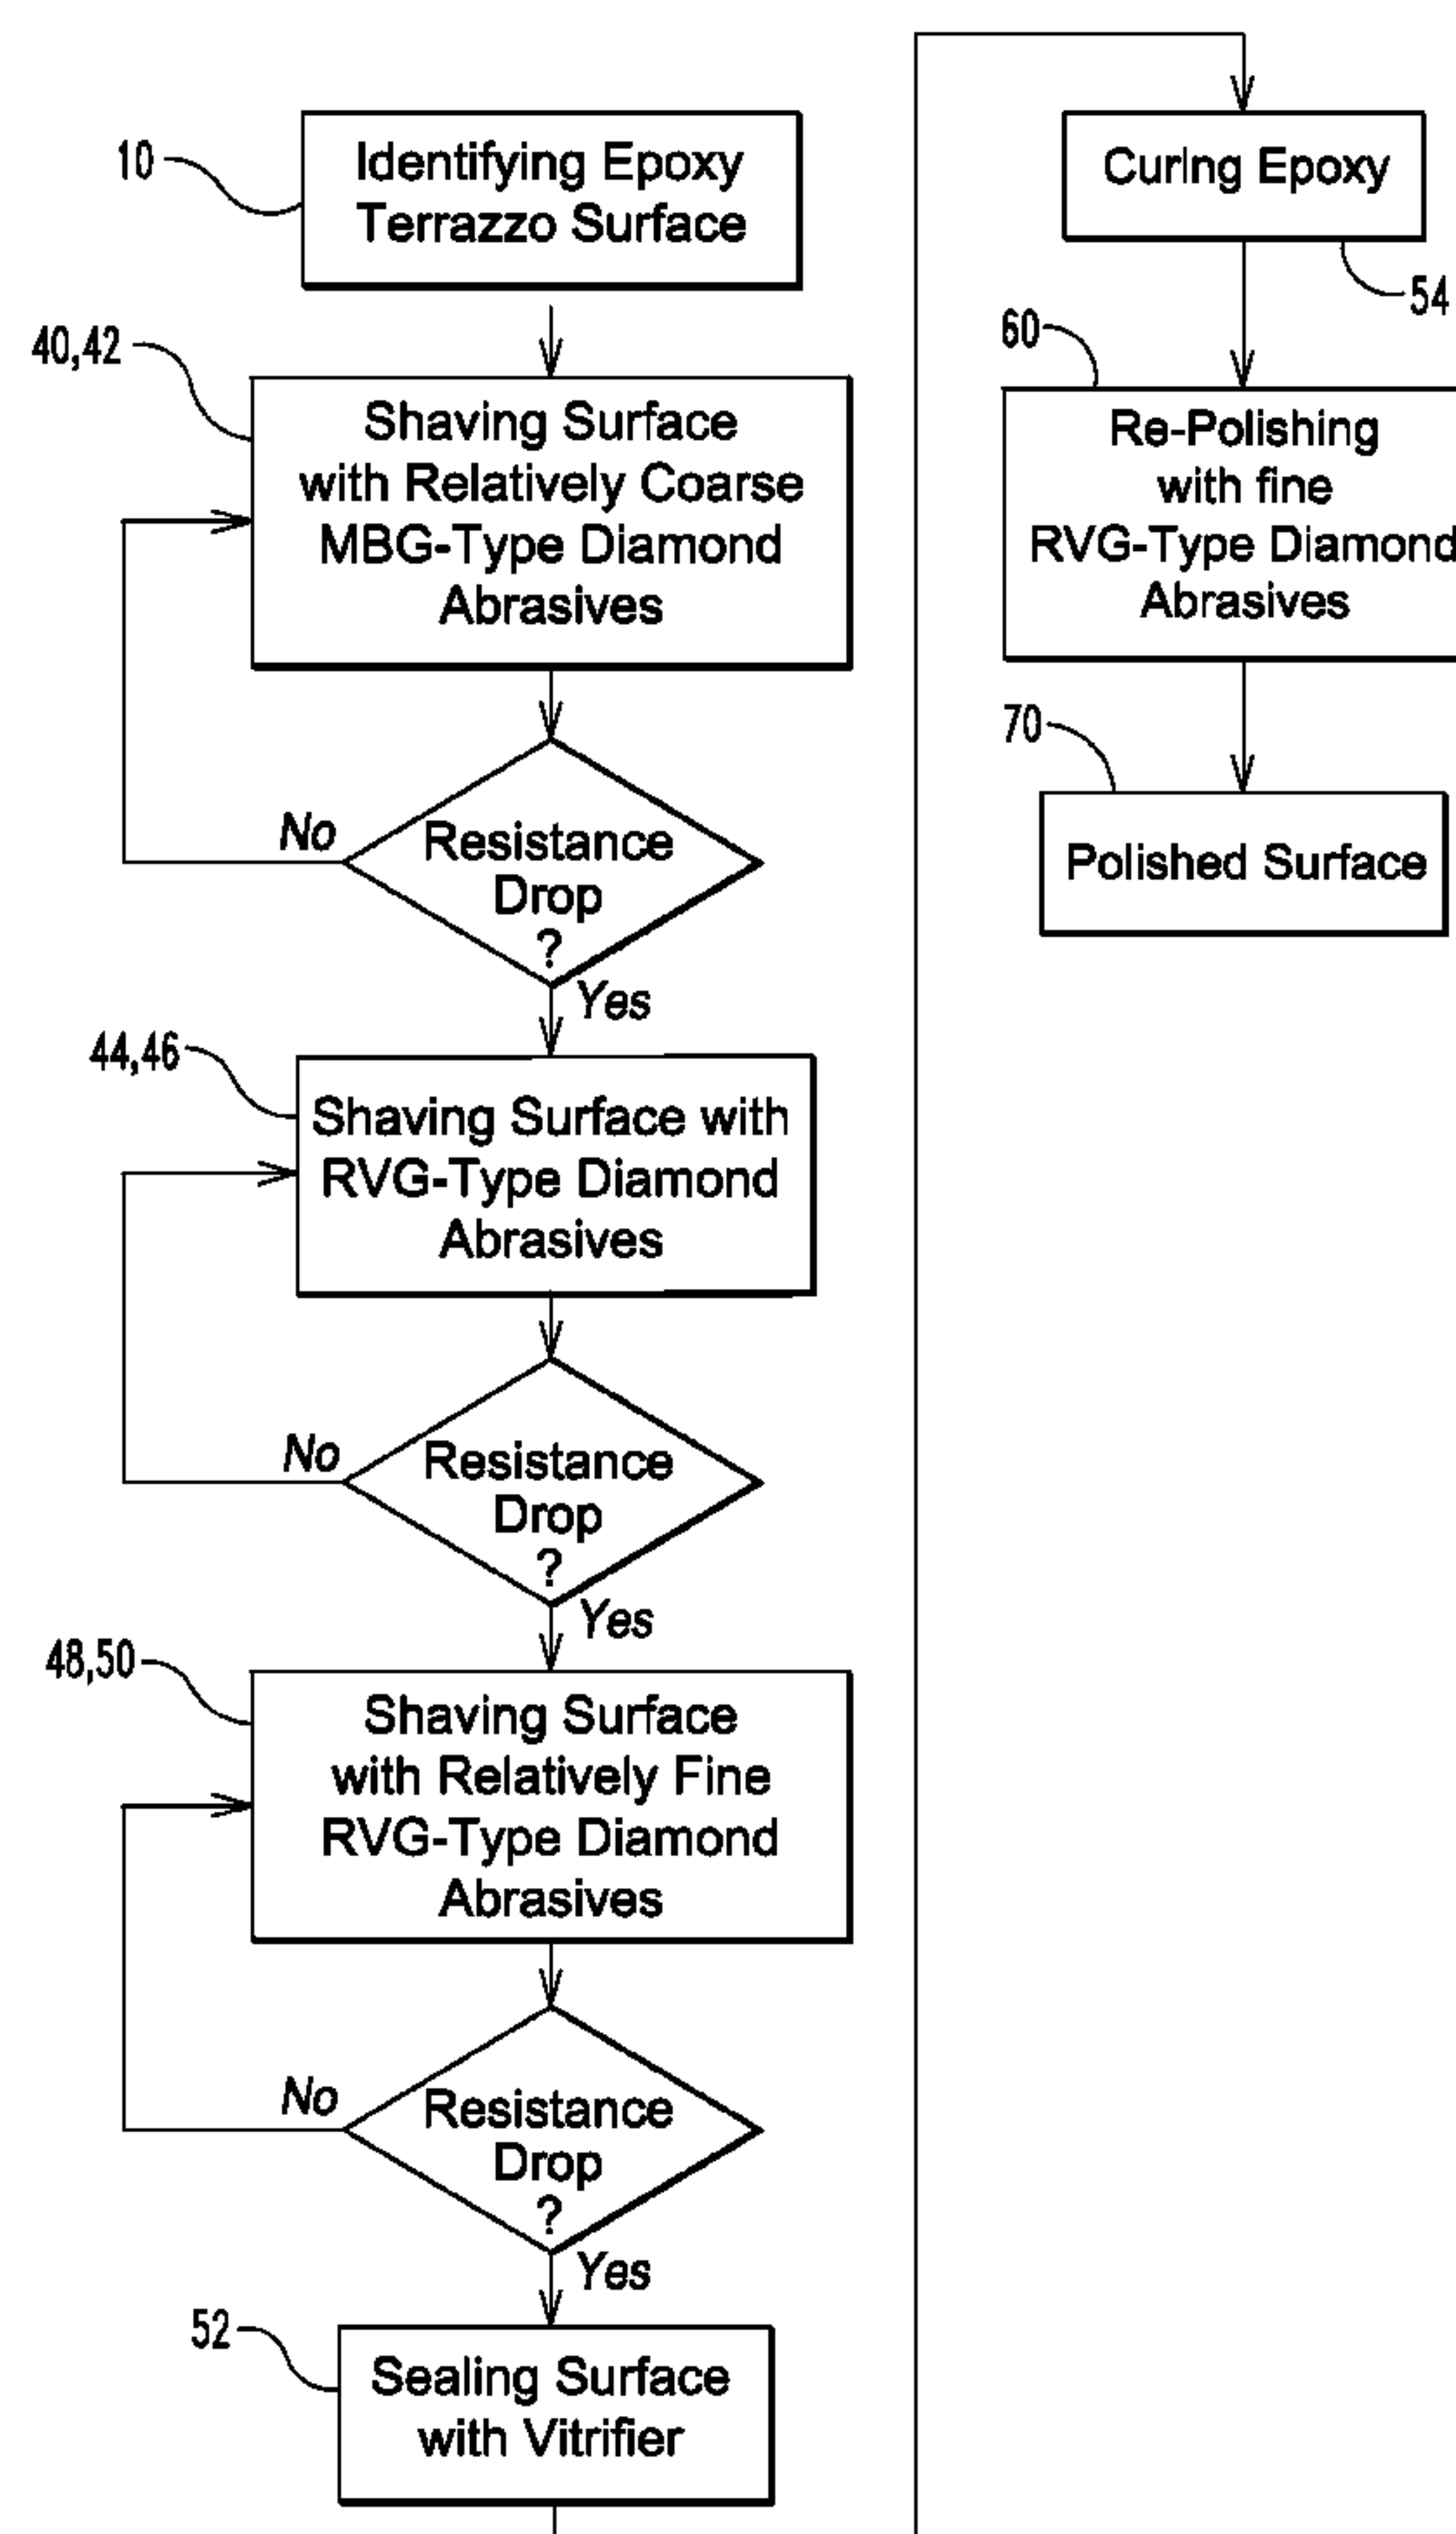 10
Identifying Epoxy
Terrazzo Surface
40,42
Shaving Surface
with Relatively Coarse
MBG-Type Diamond
Abrasives
No
Resistance
Drop
?
Yes
44,46
Shaving Surface with
RVG-Type Diamond
Abrasives
No
Resistance
Drop
?
Yes
48,50
Shaving Surface
with Relatively Fine
RVG-Type Diamond
Abrasives
No
Resistance
Drop
?
Yes
52
Sealing Surface
with Vitrifier
Curing Epoxy
54
60
Re-Polishing
with fine
RVG-Type Diamond
Abrasives
70
Polished Surface